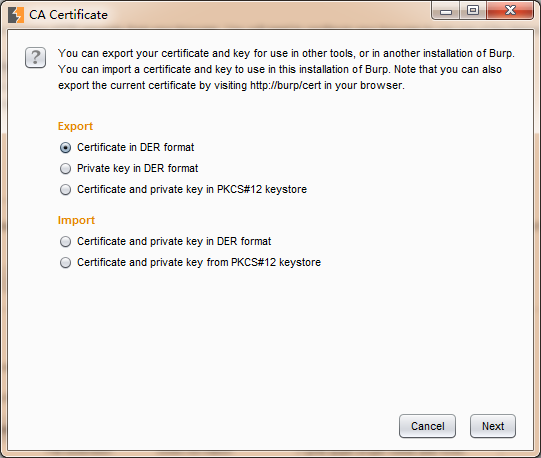 CA Certificate
?
You can export your certificate and key for use in other tools, or in another installation of Burp.
You can import a certificate and key to use in this installation of Burp. Note that you can also
export the current certificate by visiting http://burp/cert in your browser.
Export
Certificate in DER format
Private key in DER format
Certificate and private key in PKCS#12 keystore
Import
Certificate and private key in DER format
Certificate and private key from PKCS#12 keystore
Cancel Next